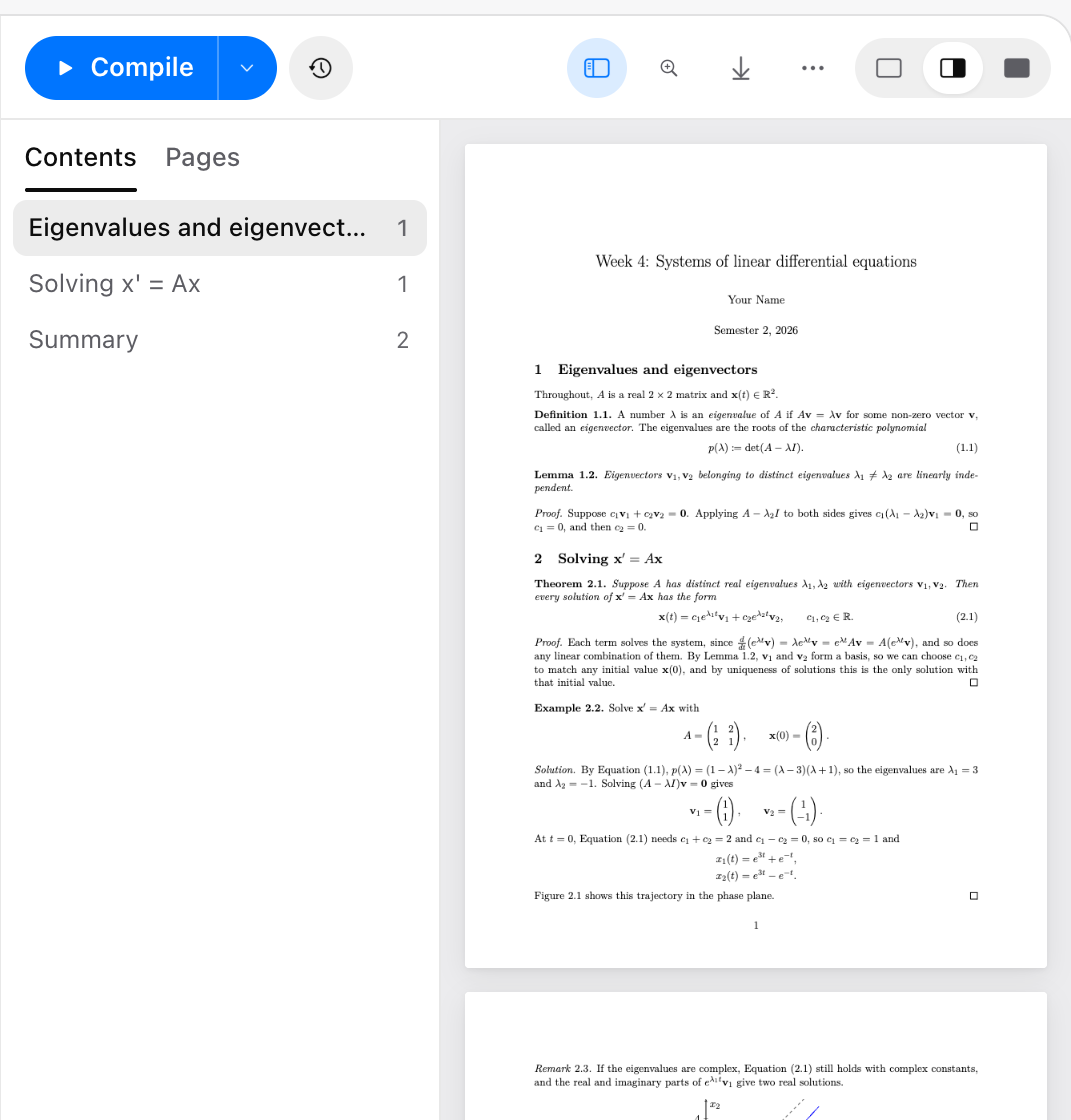 Compile
Contents Pages
Eigenvalues and eigenvect... 1
Solving x' = Ax 1
Summary 2
Week 4: Systems of linear differential equations
Your Name
Semester 2, 2026
1 Eigenvalues and eigenvectors
Throughout, A is a real 2 × 2 matrix and x(t) ∈ ℝ².
Definition 1.1. A number λ is an eigenvalue of A if Av = λv for some non-zero vector v,
called an eigenvector. The eigenvalues are the roots of the characteristic polynomial
p(λ) := det(A − λI). (1.1)
Lemma 1.2. Eigenvectors v₁, v₂ belonging to distinct eigenvalues λ₁ ≠ λ₂ are linearly inde-
pendent.
Proof. Suppose c₁v₁ + c₂v₂ = 0. Applying A − λ₂I to both sides gives c₁(λ₁ − λ₂)v₁ = 0, so
c₁ = 0, and then c₂ = 0. □
2 Solving x′ = Ax
Theorem 2.1. Suppose A has distinct real eigenvalues λ₁, λ₂ with eigenvectors v₁, v₂. Then
every solution of x′ = Ax has the form
x(t) = c₁e^{λ₁t}v₁ + c₂e^{λ₂t}v₂, c₁, c₂ ∈ ℝ. (2.1)
Proof. Each term solves the system, since d/dt(e^{λt}v) = λe^{λt}v = e^{λt}Av = A(e^{λt}v), and so does
any linear combination of them. By Lemma 1.2, v₁ and v₂ form a basis, so we can choose c₁, c₂
to match any initial value x(0), and by uniqueness of solutions this is the only solution with
that initial value. □
Example 2.2. Solve x′ = Ax with
A = (1 2; 2 1), x(0) = (2; 0).
Solution. By Equation (1.1), p(λ) = (1 − λ)² − 4 = (λ − 3)(λ + 1), so the eigenvalues are λ₁ = 3
and λ₂ = −1. Solving (A − λI)v = 0 gives
v₁ = (1; 1), v₂ = (1; −1).
At t = 0, Equation (2.1) needs c₁ + c₂ = 2 and c₁ − c₂ = 0, so c₁ = c₂ = 1 and
x₁(t) = e^{3t} + e^{−t},
x₂(t) = e^{3t} − e^{−t}.
Figure 2.1 shows this trajectory in the phase plane. □
1
Remark 2.3. If the eigenvalues are complex, Equation (2.1) still holds with complex constants,
and the real and imaginary parts of e^{λ₁t}v₁ give two real solutions.
x₂